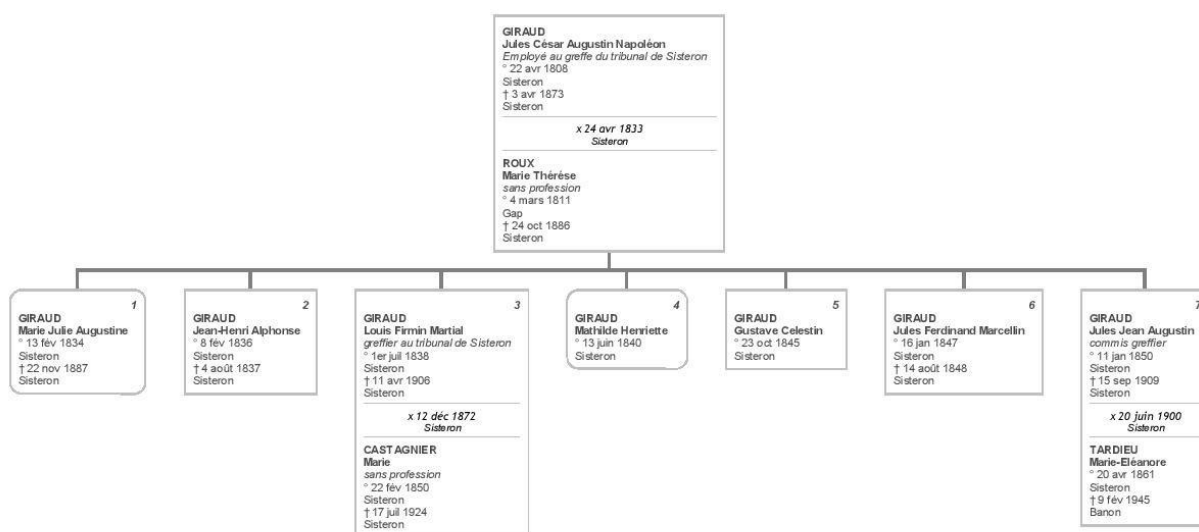 GIRAUD
Jules César Augustin Napoléon
Employé au greffe du tribunal de Sisteron
° 22 avr 1808
Sisteron
† 3 avr 1873
Sisteron
x 24 avr 1833
Sisteron
ROUX
Marie Thérèse
sans profession
° 4 mars 1811
Gap
† 24 oct 1886
Sisteron
1
GIRAUD
Marie Julie Augustine
° 13 fév 1834
Sisteron
† 22 nov 1887
Sisteron
2
GIRAUD
Jean-Henri Alphonse
° 8 fév 1836
Sisteron
† 4 août 1837
Sisteron
3
GIRAUD
Louis Firmin Martial
greffier au tribunal de Sisteron
° 1er juil 1838
Sisteron
† 11 avr 1906
Sisteron
x 12 déc 1872
Sisteron
CASTAGNIER
Marie
sans profession
° 22 fév 1850
Sisteron
† 17 juil 1924
Sisteron
4
GIRAUD
Mathilde Henriette
° 13 juin 1840
Sisteron
5
GIRAUD
Gustave Celestin
° 23 oct 1845
Sisteron
6
GIRAUD
Jules Ferdinand Marcellin
° 16 jan 1847
Sisteron
† 14 août 1848
Sisteron
7
GIRAUD
Jules Jean Augustin
commis greffier
° 11 jan 1850
Sisteron
† 15 sep 1909
Sisteron
x 20 juin 1900
Sisteron
TARDIEU
Marie-Eléanore
° 20 avr 1861
Sisteron
† 9 fév 1945
Banon